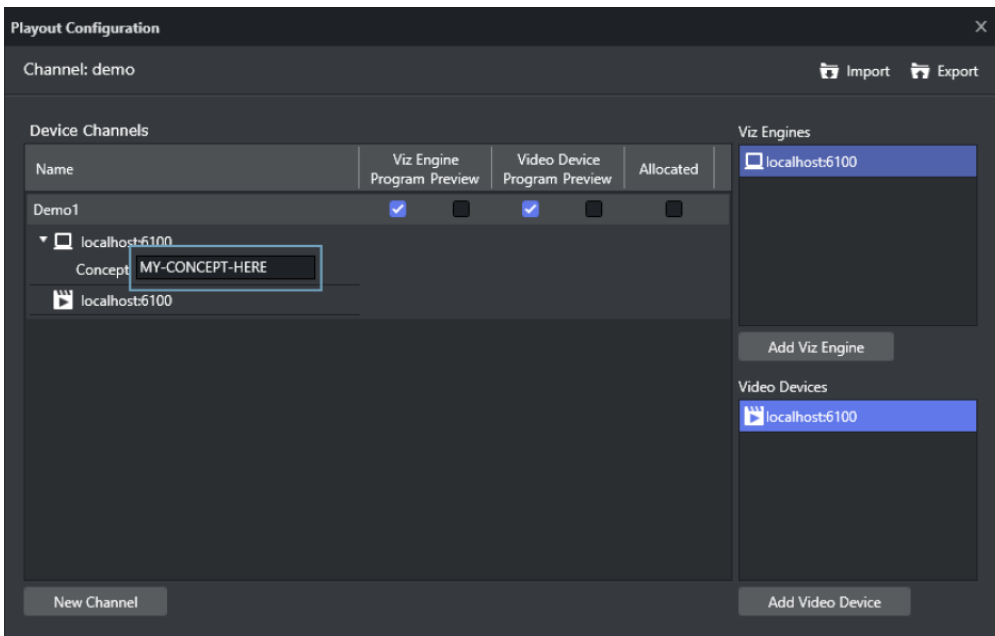 Playout Configuration
X
Channel: demo
Import
Export
Device Channels
Viz Engines
Name
Viz Engine
Program Preview
Video Device
Program Preview
Allocated
localhost:6100
Demo1
localhost:6100
Concept MY-CONCEPT-HERE
localhost:6100
Add Viz Engine
Video Devices
localhost:6100
New Channel
Add Video Device